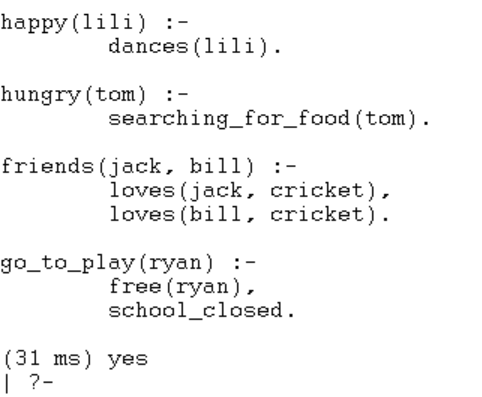 happy(lili) :-
        dances(lili).

hungry(tom) :-
        searching_for_food(tom).

friends(jack, bill) :-
        loves(jack, cricket),
        loves(bill, cricket).

go_to_play(ryan) :-
        free(ryan),
        school_closed.

(31 ms) yes
| ?-